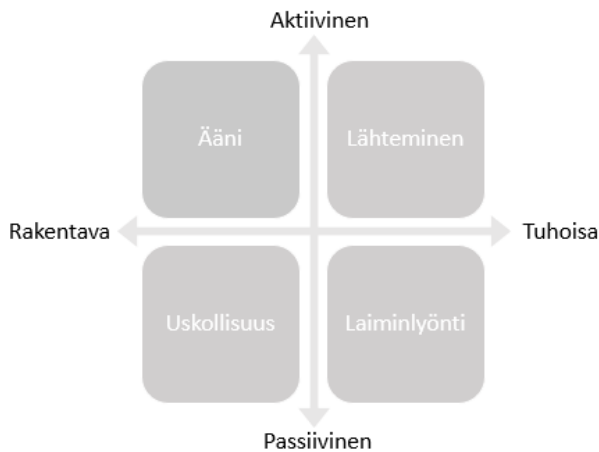 Aktiivinen
Ääni
Lähteminen
Rakentava
Tuhoisa
Uskollisuus
Laiminlyönti
Passiivinen